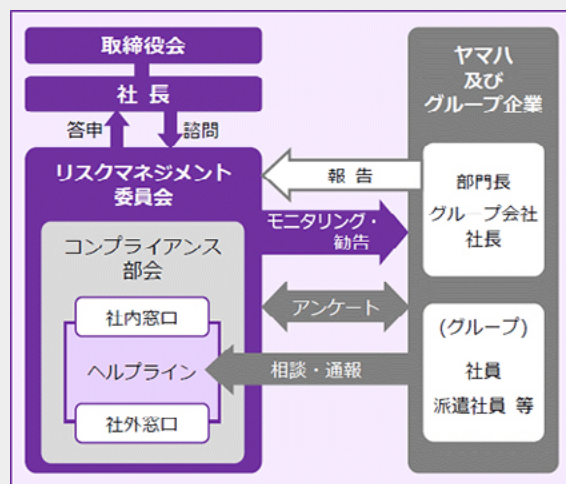 取締役会
社 長
答申
諮問
リスクマネジメント
委員会
コンプライアンス
部会
社内窓口
ヘルプライン
社外窓口
報 告
モニタリング・
勧告
アンケート
相談・通報
ヤマハ
及び
グループ企業
部門長
グループ会社
社長
(グループ)
社員
派遣社員 等